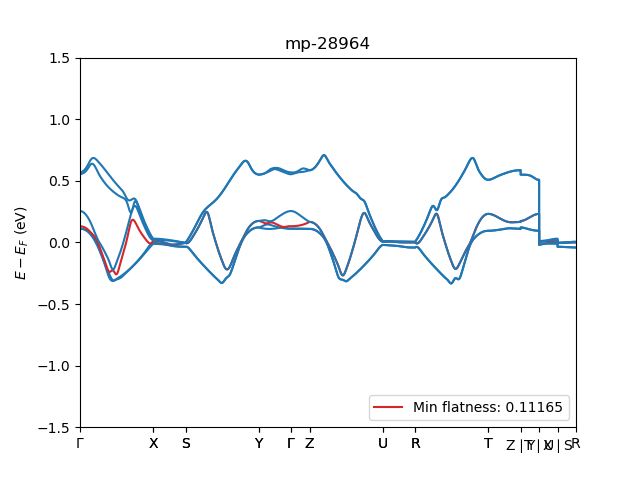 mp-28964
E − E_F (eV)
1.5
1.0
0.5
0.0
−0.5
−1.0
−1.5
Min flatness: 0.11165
Γ X S Y Γ Z U R T Z|T Y|X U|S R